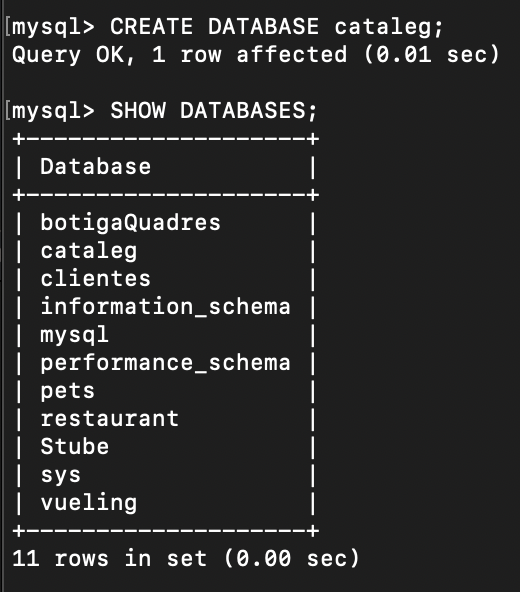 [mysql> CREATE DATABASE cataleg;
Query OK, 1 row affected (0.01 sec)

[mysql> SHOW DATABASES;
+--------------------+
| Database           |
+--------------------+
| botigaQuadres      |
| cataleg            |
| clientes           |
| information_schema |
| mysql              |
| performance_schema |
| pets               |
| restaurant         |
| Stube              |
| sys                |
| vueling            |
+--------------------+
11 rows in set (0.00 sec)